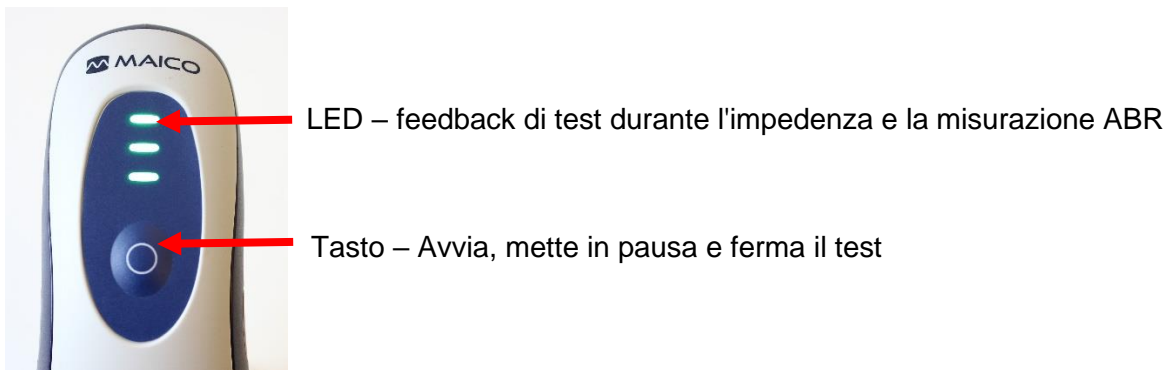 MAICO
LED – feedback di test durante l'impedenza e la misurazione ABR
Tasto – Avvia, mette in pausa e ferma il test